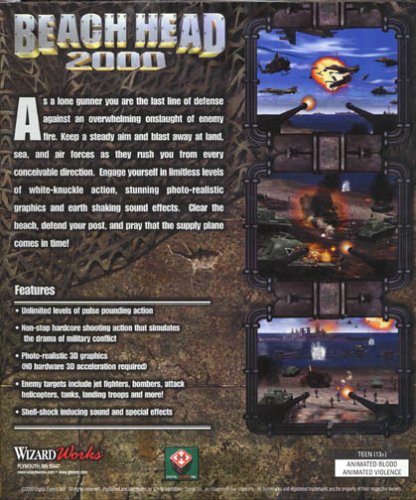 BEACH HEAD
2000
As a lone gunner you are the last line of defense
against an overwhelming onslaught of enemy
fire. Keep a steady aim and blast away at land,
sea, and air forces as they rush you from every
conceivable direction. Engage yourself in limitless levels
of white-knuckle action, stunning photo-realistic
graphics and earth shaking sound effects. Clear the
beach, defend your post, and pray that the supply plane
comes in time!
Features
• Unlimited levels of pulse pounding action
• Non-stop hardcore shooting action that simulates
the drama of military conflict
• Photo-realistic 3D graphics
(NO hardware 3D acceleration required)
• Enemy targets include jet fighters, bombers, attack
helicopters, tanks, landing troops and more!
• Shell-shock inducing sound and special effects
WIZARDWorks
PLYMOUTH, MN 55447
TEEN (13+)
ANIMATED BLOOD
ANIMATED VIOLENCE